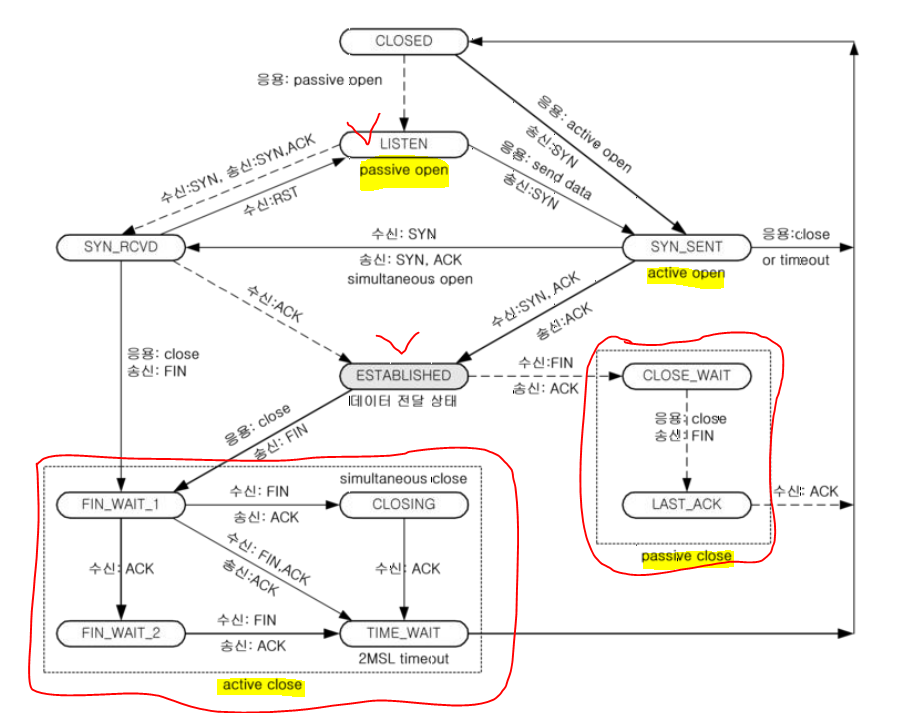 CLOSED
응용: passive open
LISTEN
passive open
응용: active open
송신:SYN
응용: send data
송신:SYN
수신:SYN, 송신:SYN,ACK
수신:RST
SYN_RCVD
수신: SYN
송신: SYN, ACK
simultaneous open
SYN_SENT
active open
응용:close
or timeout
수신:ACK
수신:SYN, ACK
송신:ACK
응용: close
송신: FIN
ESTABLISHED
데이터 전달 상태
수신:FIN
송신: ACK
CLOSE_WAIT
응용: close
송신: FIN
응용: close
송신: FIN
LAST_ACK
수신: ACK
passive close
simultaneous close
FIN_WAIT_1
수신: FIN
송신: ACK
CLOSING
수신: ACK
수신: FIN,ACK
송신:ACK
수신: ACK
FIN_WAIT_2
수신: FIN
송신: ACK
TIME_WAIT
2MSL timeout
active close